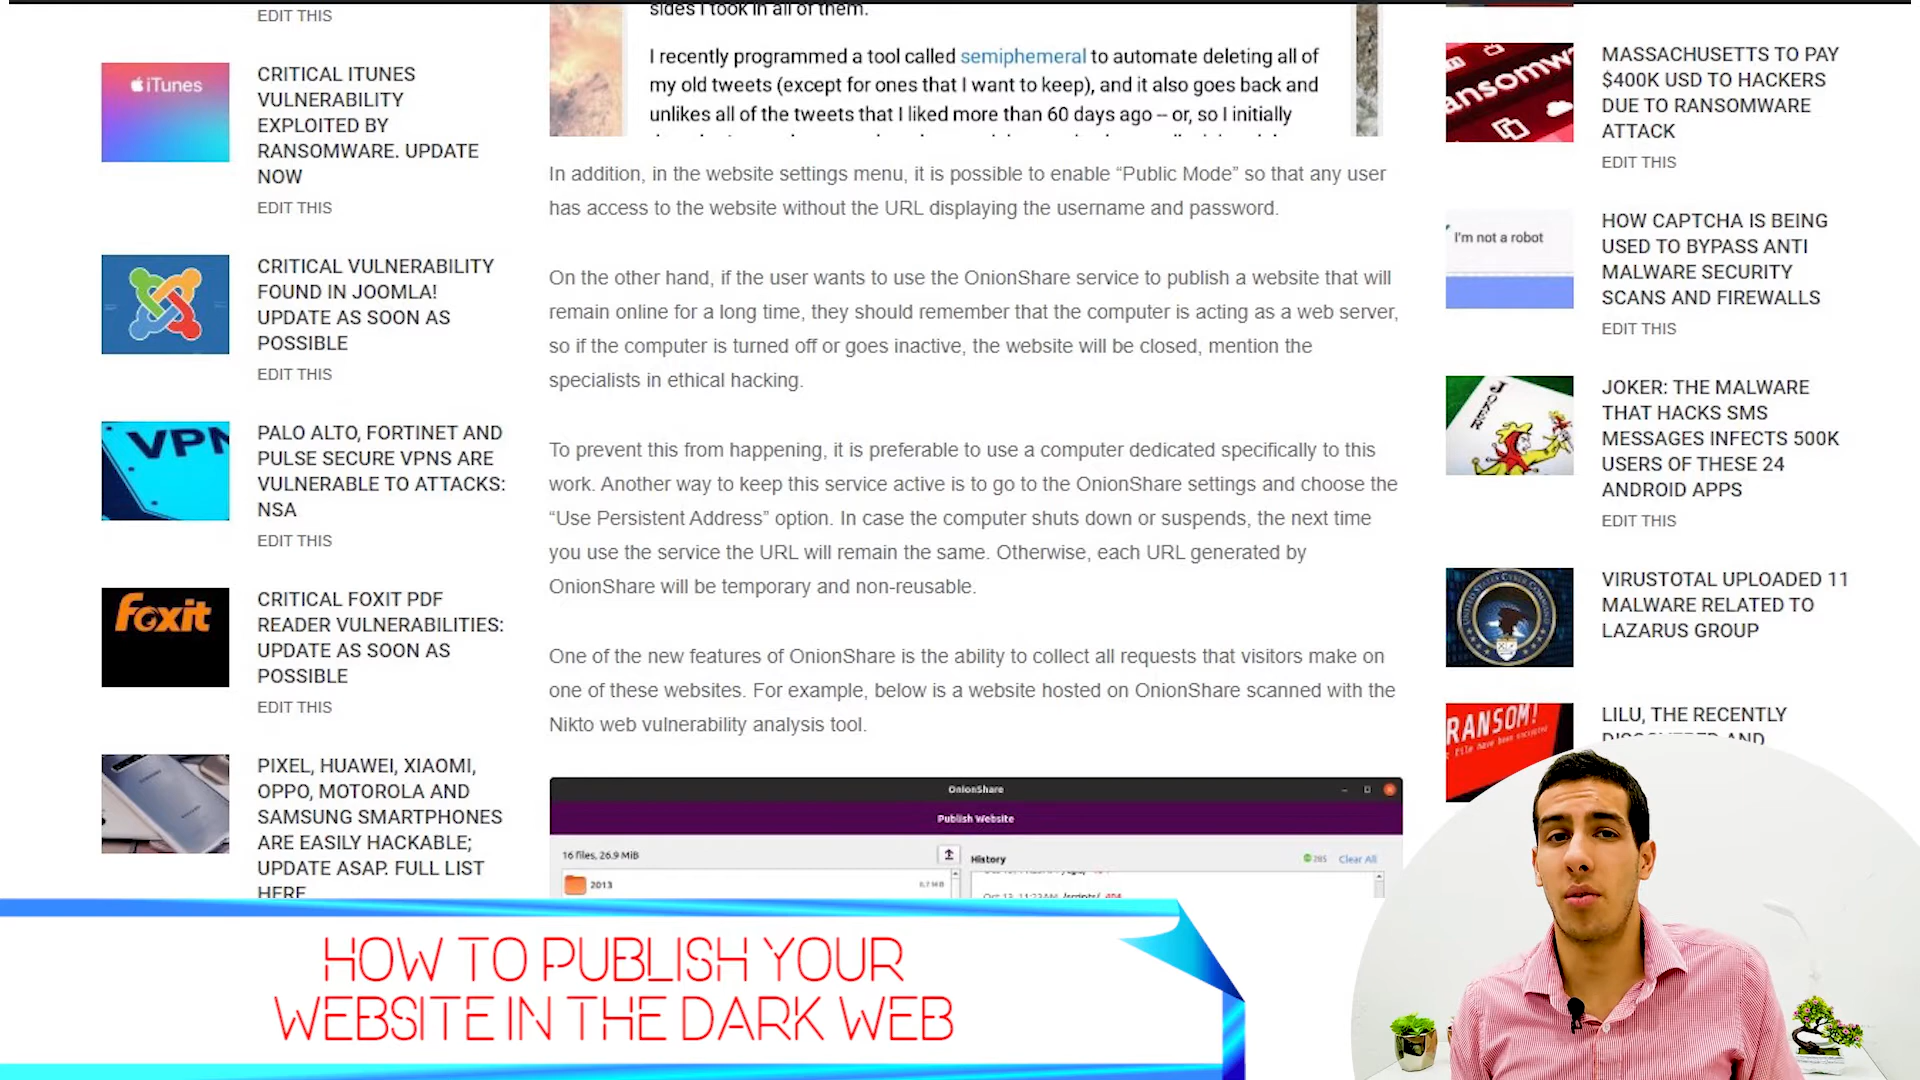 EDIT THIS
iTunes
CRITICAL ITUNES
VULNERABILITY
EXPLOITED BY
RANSOMWARE. UPDATE
NOW
EDIT THIS
CRITICAL VULNERABILITY
FOUND IN JOOMLA!
UPDATE AS SOON AS
POSSIBLE
EDIT THIS
VPN
PALO ALTO, FORTINET AND
PULSE SECURE VPNS ARE
VULNERABLE TO ATTACKS:
NSA
EDIT THIS
foxit
CRITICAL FOXIT PDF
READER VULNERABILITIES:
UPDATE AS SOON AS
POSSIBLE
EDIT THIS
SAMSUNG
PIXEL, HUAWEI, XIAOMI,
OPPO, MOTOROLA AND
SAMSUNG SMARTPHONES
ARE EASILY HACKABLE;
UPDATE ASAP. FULL LIST
HERE
sides I took in all of them.
I recently programmed a tool called semiphemeral to automate deleting all of
my old tweets (except for ones that I want to keep), and it also goes back and
unlikes all of the tweets that I liked more than 60 days ago -- or, so I initially
In addition, in the website settings menu, it is possible to enable “Public Mode” so that any user
has access to the website without the URL displaying the username and password.
On the other hand, if the user wants to use the OnionShare service to publish a website that will
remain online for a long time, they should remember that the computer is acting as a web server,
so if the computer is turned off or goes inactive, the website will be closed, mention the
specialists in ethical hacking.
To prevent this from happening, it is preferable to use a computer dedicated specifically to this
work. Another way to keep this service active is to go to the OnionShare settings and choose the
“Use Persistent Address” option. In case the computer shuts down or suspends, the next time
you use the service the URL will remain the same. Otherwise, each URL generated by
OnionShare will be temporary and non-reusable.
One of the new features of OnionShare is the ability to collect all requests that visitors make on
one of these websites. For example, below is a website hosted on OnionShare scanned with the
Nikto web vulnerability analysis tool.
OnionShare
Publish Website
16 files, 26.9 MiB
History
285 Clear All
2013
ansomw
MASSACHUSETTS TO PAY
$400K USD TO HACKERS
DUE TO RANSOMWARE
ATTACK
EDIT THIS
I'm not a robot
HOW CAPTCHA IS BEING
USED TO BYPASS ANTI
MALWARE SECURITY
SCANS AND FIREWALLS
EDIT THIS
JOKER
JOKER: THE MALWARE
THAT HACKS SMS
MESSAGES INFECTS 500K
USERS OF THESE 24
ANDROID APPS
EDIT THIS
VIRUSTOTAL UPLOADED 11
MALWARE RELATED TO
LAZARUS GROUP
RANSOM!
LILU, THE RECENTLY
HOW TO PUBLISH YOUR
WEBSITE IN THE DARK WEB